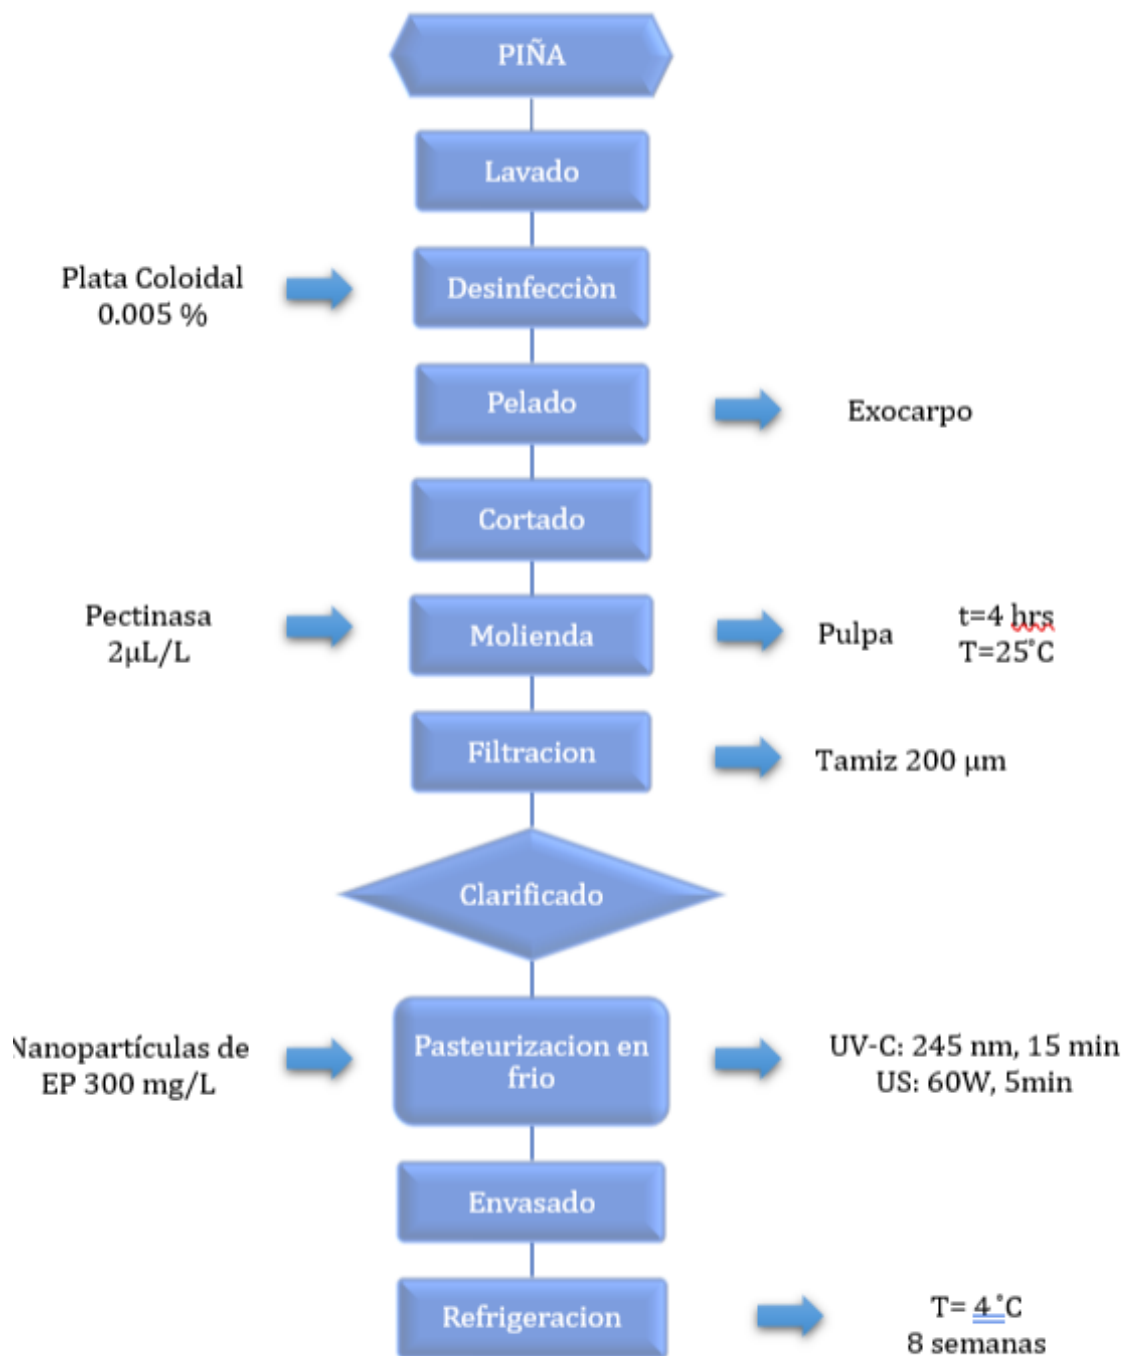 PIÑA
Lavado
Plata Coloidal
0.005 %
Desinfecciòn
Pelado
Exocarpo
Cortado
Pectinasa
2μL/L
Molienda
Pulpa
t=4 hrs
T=25°C
Filtracion
Tamiz 200 μm
Clarificado
Nanopartículas de
EP 300 mg/L
Pasteurizacion en
frio
UV-C: 245 nm, 15 min
US: 60W, 5min
Envasado
Refrigeracion
T= 4 °C
8 semanas